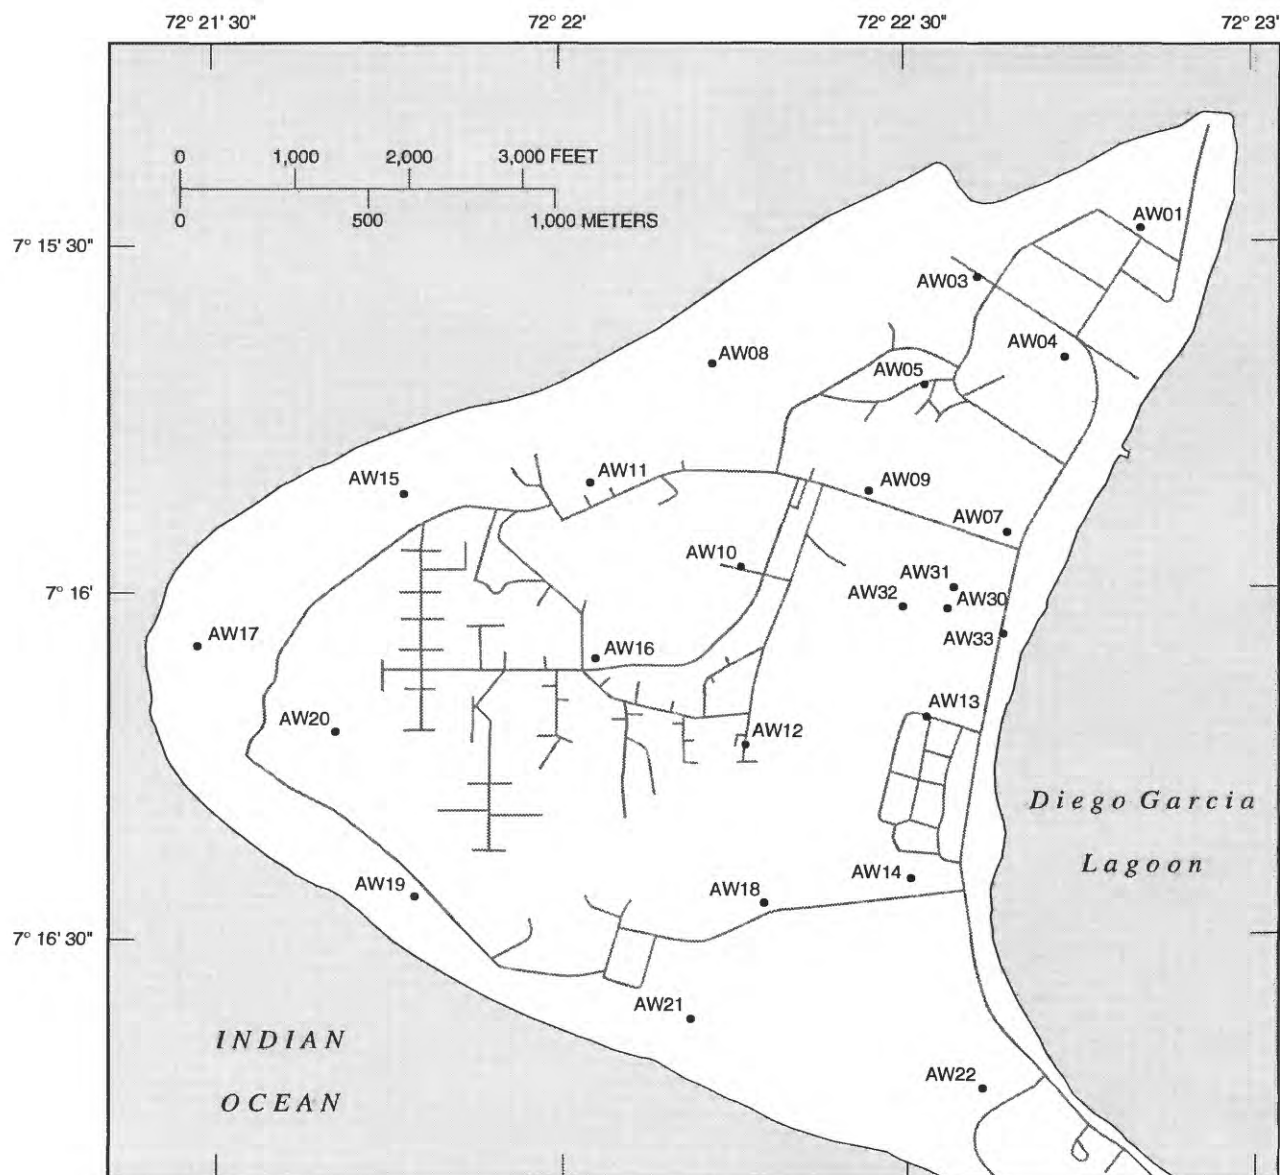 72° 21' 30"
72° 22'
72° 22' 30"
72° 23'
0 1,000 2,000 3,000 FEET
0 500 1,000 METERS
7° 15' 30"
AW01
AW03
AW04
AW08
AW05
AW15
AW11
AW09
AW07
AW10
AW31
7° 16'
AW32
AW30
AW17
AW16
AW33
AW20
AW12
AW13
Diego Garcia
Lagoon
AW19
AW18
AW14
7° 16' 30"
AW21
INDIAN
OCEAN
AW22